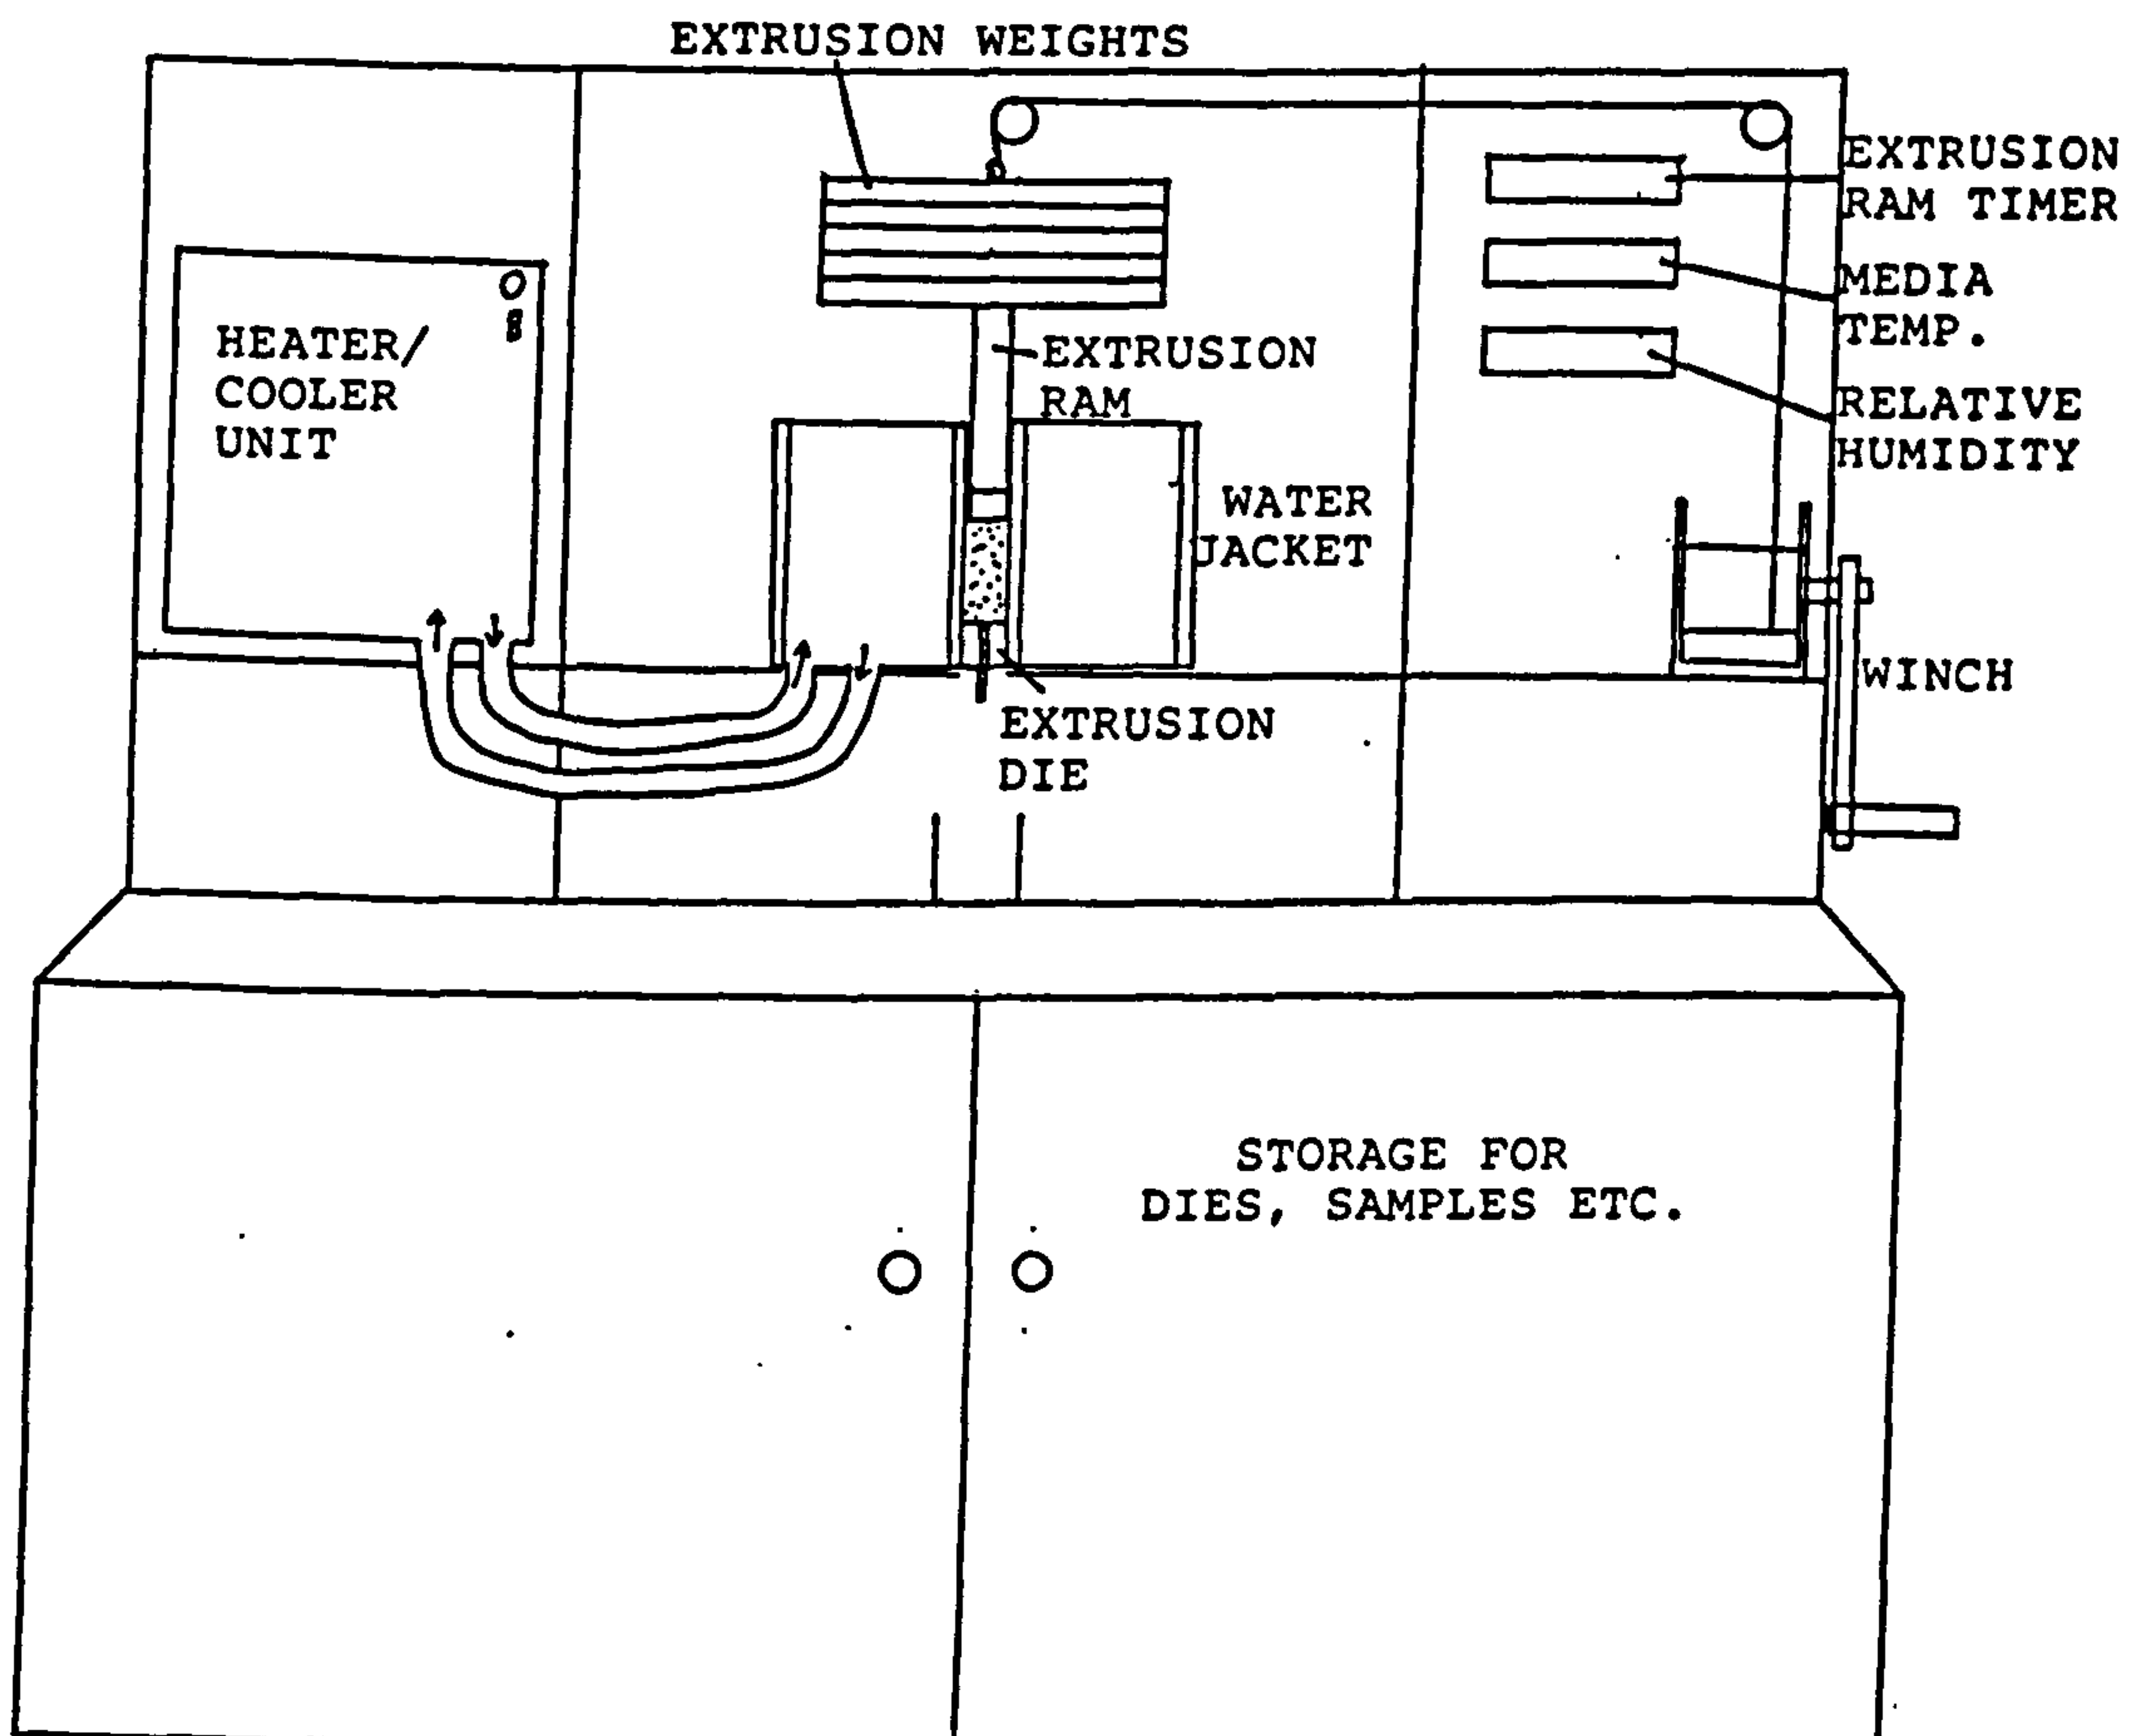 EXTRUSION WEIGHTS
EXTRUSION
RAM TIMER
MEDIA
TEMP.
RELATIVE
HUMIDITY
HEATER/
COOLER
UNIT
EXTRUSION
RAM
WATER
JACKET
WINCH
EXTRUSION
DIE
STORAGE FOR
DIES, SAMPLES ETC.